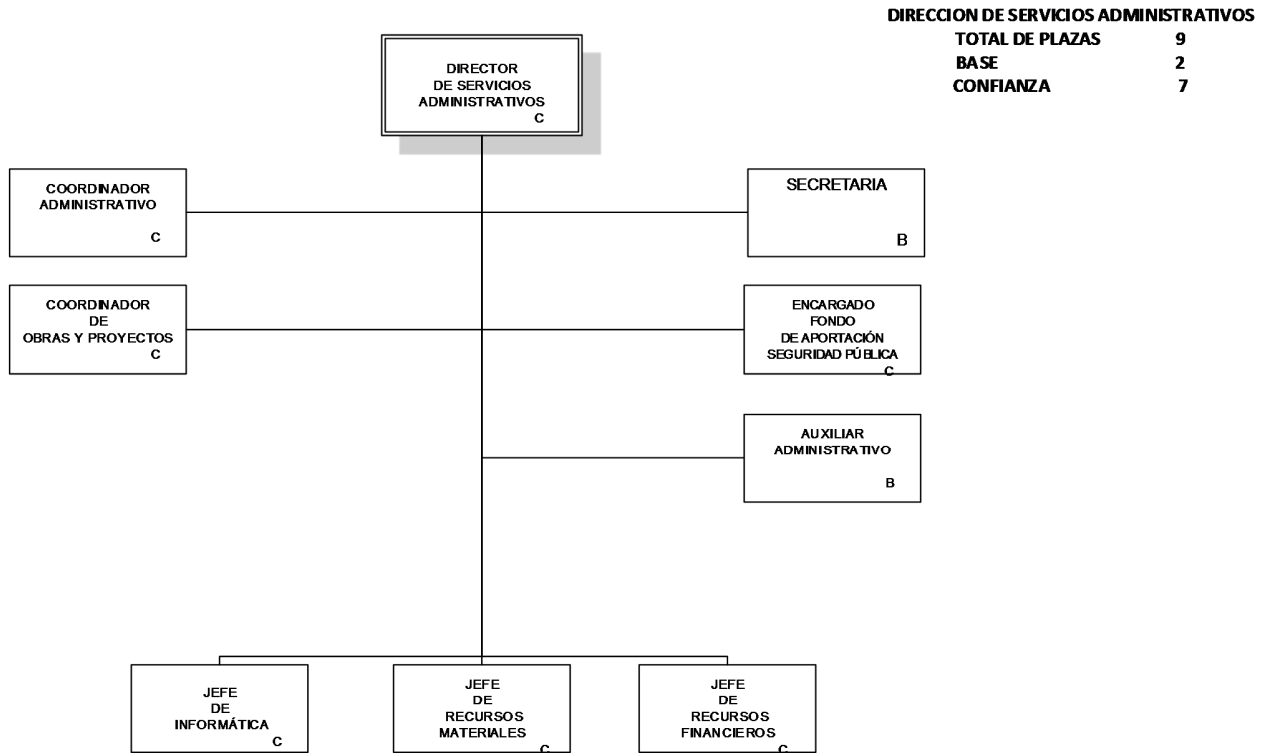 DIRECCION DE SERVICIOS ADMINISTRATIVOS
TOTAL DE PLAZAS 9
BASE 2
CONFIANZA 7
DIRECTOR
DE SERVICIOS
ADMINISTRATIVOS
C
COORDINADOR
ADMINISTRATIVO
C
SECRETARIA
B
COORDINADOR
DE
OBRAS Y PROYECTOS
C
ENCARGADO
FONDO
DE APORTACIÓN
SEGURIDAD PÚBLICA
C
AUXILIAR
ADMINISTRATIVO
B
JEFE
DE
INFORMÁTICA
C
JEFE
DE
RECURSOS
MATERIALES
C
JEFE
DE
RECURSOS
FINANCIEROS
C